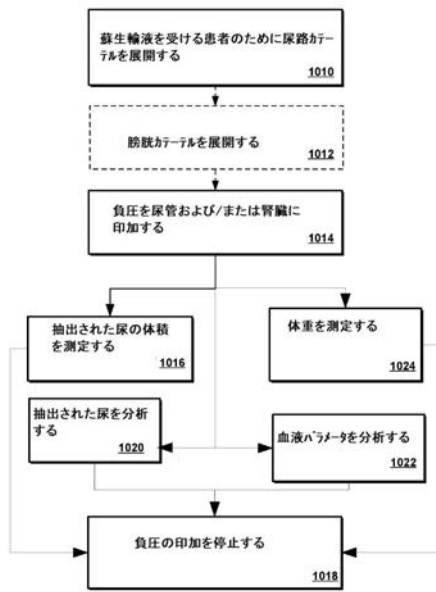 蘇生輸液を受ける患者のために尿路ｶﾃｰ
ﾃﾙを展開する
1010
膀胱ｶﾃｰﾃﾙを展開する
1012
負圧を尿管および/または腎臓に
印加する
1014
抽出された尿の体積
を測定する
1016
体重を測定する
1024
抽出された尿を分析
する
1020
血液ﾊﾟﾗﾒｰﾀを分析する
1022
負圧の印加を停止する
1018